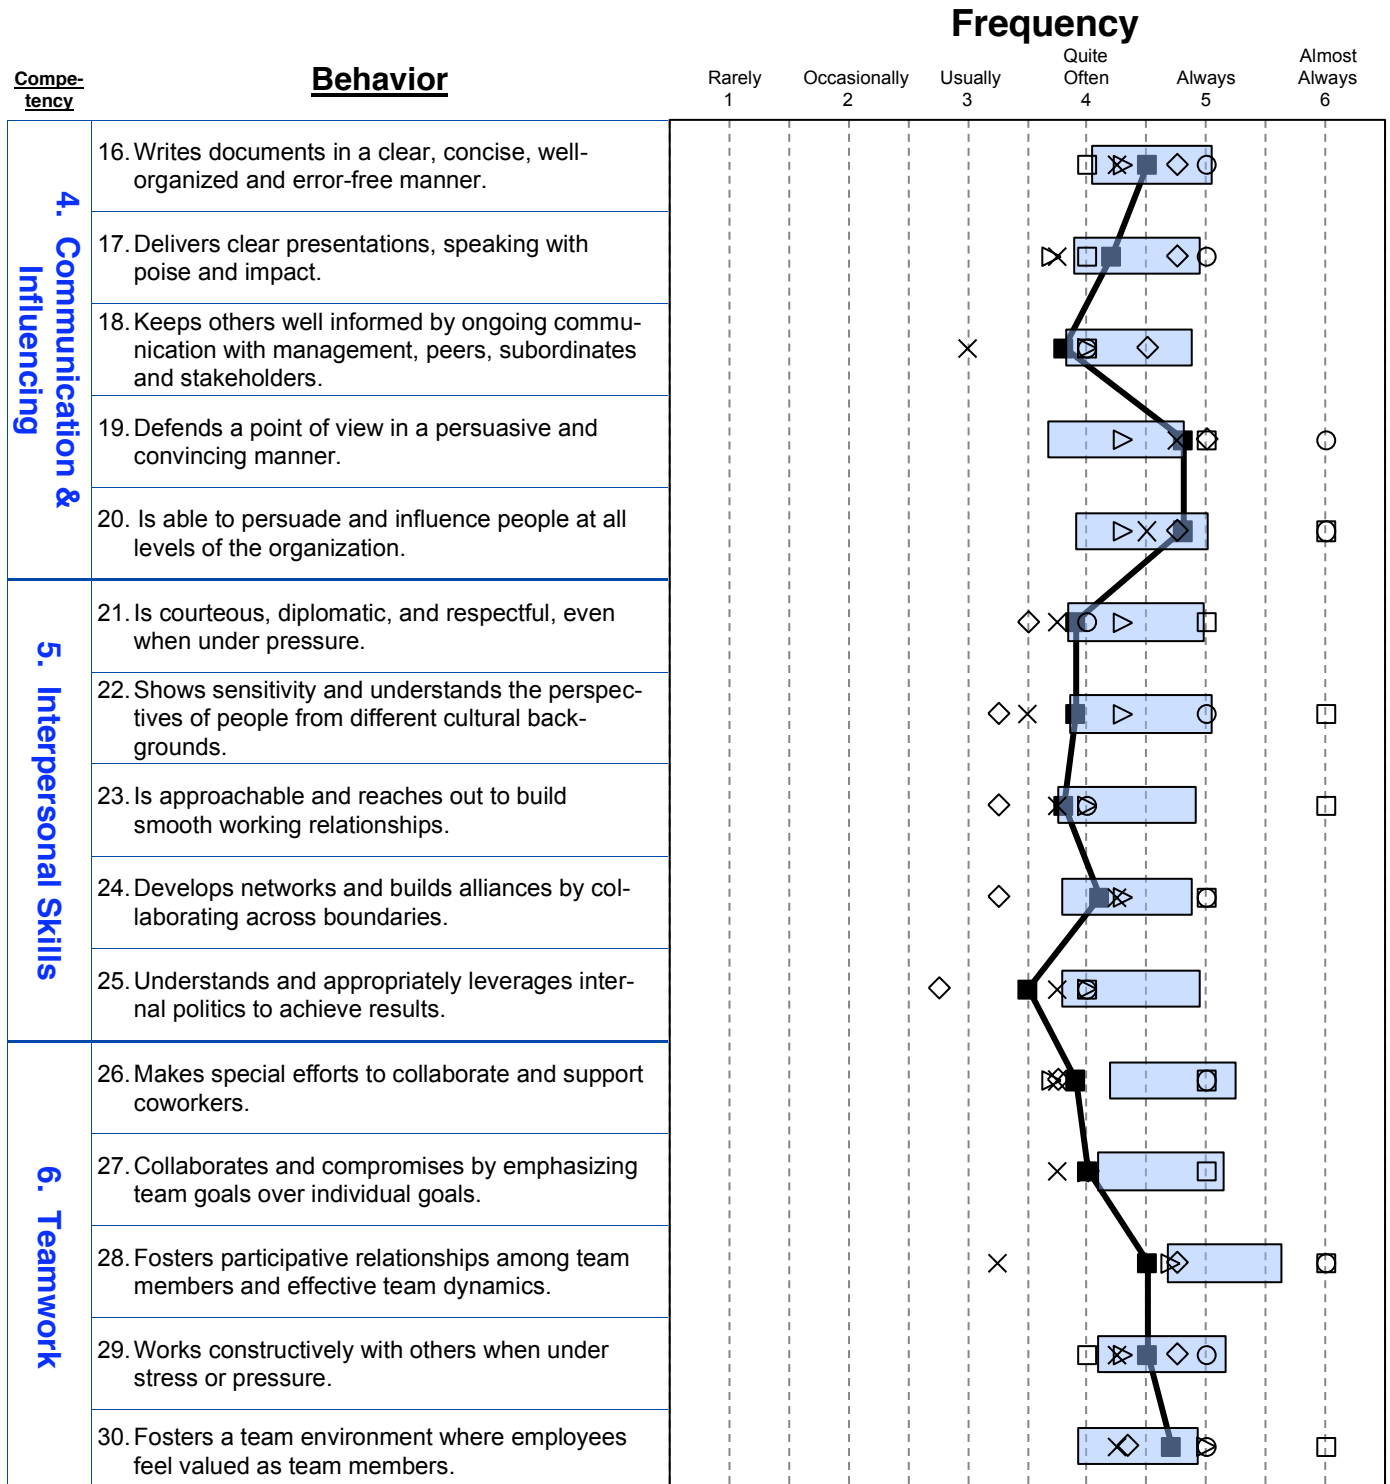 Frequency
Compe-
tency
Behavior
Rarely
1
Occasionally
2
Usually
3
Quite
Often
4
Always
5
Almost
Always
6
4. Communication &
Influencing
16. Writes documents in a clear, concise, well-
organized and error-free manner.
17. Delivers clear presentations, speaking with
poise and impact.
18. Keeps others well informed by ongoing commu-
nication with management, peers, subordinates
and stakeholders.
19. Defends a point of view in a persuasive and
convincing manner.
20. Is able to persuade and influence people at all
levels of the organization.
5. Interpersonal Skills
21. Is courteous, diplomatic, and respectful, even
when under pressure.
22. Shows sensitivity and understands the perspec-
tives of people from different cultural back-
grounds.
23. Is approachable and reaches out to build
smooth working relationships.
24. Develops networks and builds alliances by col-
laborating across boundaries.
25. Understands and appropriately leverages inter-
nal politics to achieve results.
6. Teamwork
26. Makes special efforts to collaborate and support
coworkers.
27. Collaborates and compromises by emphasizing
team goals over individual goals.
28. Fosters participative relationships among team
members and effective team dynamics.
29. Works constructively with others when under
stress or pressure.
30. Fosters a team environment where employees
feel valued as team members.